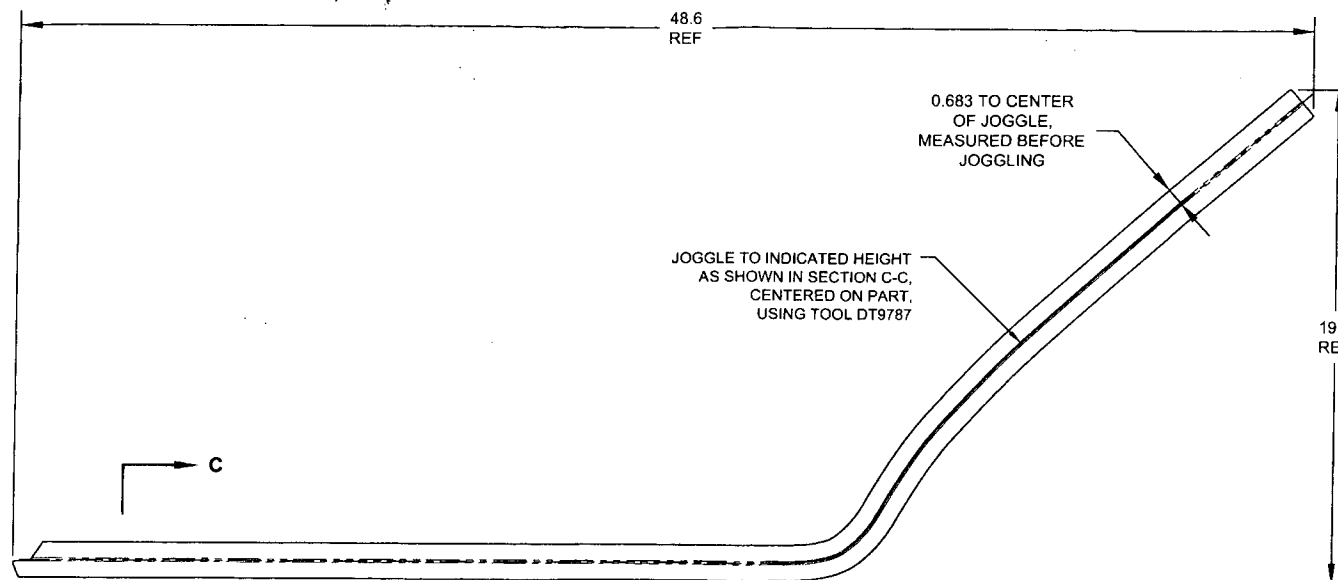 48.6
REF
0.683 TO CENTER
OF JOGGLE,
MEASURED BEFORE
JOGGLING
JOGGLE TO INDICATED HEIGHT
AS SHOWN IN SECTION C-C,
CENTERED ON PART,
USING TOOL DT9787
C